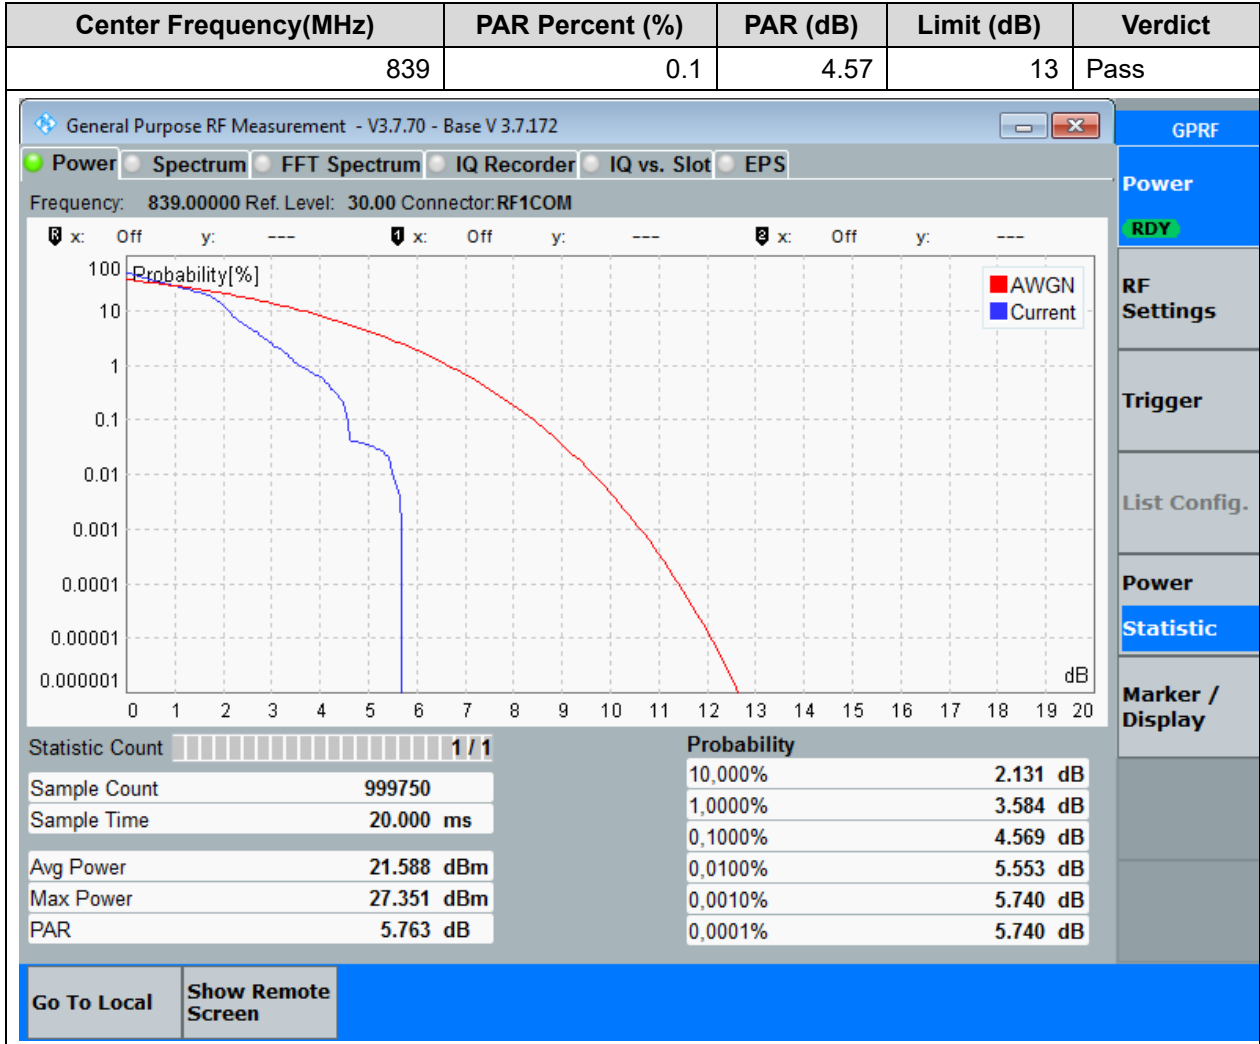 Center Frequency(MHz) PAR Percent (%) PAR (dB) Limit (dB) Verdict
839 0.1 4.57 13 Pass
General Purpose RF Measurement - V3.7.70 - Base V 3.7.172
GPRF
Power Spectrum FFT Spectrum IQ Recorder IQ vs. Slot EPS
Power
RDY
Frequency: 839.00000 Ref. Level: 30.00 Connector: RF1COM
R x: Off y: --- 1 x: Off y: --- 2 x: Off y: ---
Probability[%]
AWGN
Current
100
10
1
0.1
0.01
0.001
0.0001
0.00001
0.000001
dB
0 1 2 3 4 5 6 7 8 9 10 11 12 13 14 15 16 17 18 19 20
RF
Settings
Trigger
List Config.
Power
Statistic
Marker /
Display
Statistic Count 1 / 1
Sample Count 999750
Sample Time 20.000 ms
Avg Power 21.588 dBm
Max Power 27.351 dBm
PAR 5.763 dB
Probability
10,000% 2.131 dB
1,0000% 3.584 dB
0,1000% 4.569 dB
0,0100% 5.553 dB
0,0010% 5.740 dB
0,0001% 5.740 dB
Go To Local
Show Remote
Screen